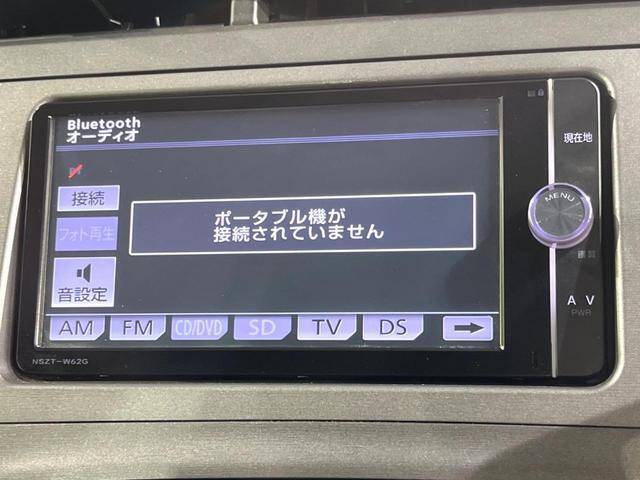 Bluetooth
オーディオ
現在地
接続
ポータブル機が
接続されていません
フォト再生
MENU
音設定
AM FM CD/DVD SD TV DS
A V
PWR
NSZT-W62G